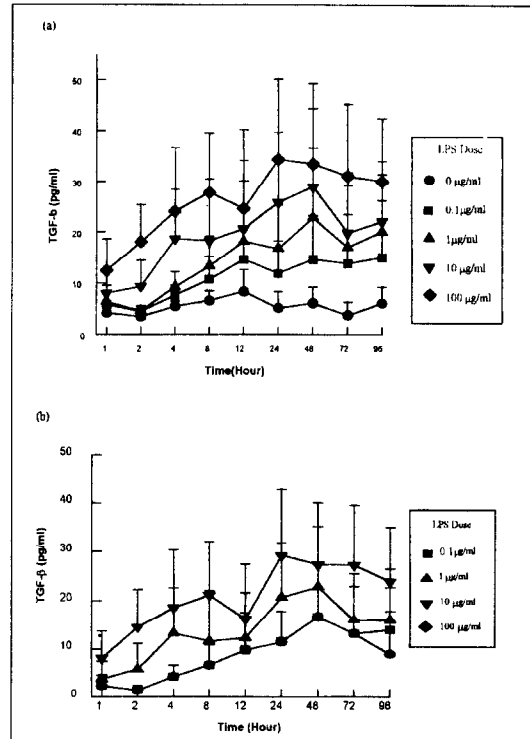 (a)
TGF-b (pg/ml)
50
40
30
20
10
0
1 2 4 8 12 24 48 72 96
Time(Hour)
LPS Dose
0 µg/ml
0.1µg/ml
1µg/ml
10 µg/ml
100 µg/ml
(b)
TGF-β (pg/ml)
50
40
30
20
10
0
1 2 4 8 12 24 48 72 98
Time (Hour)
LPS Dose
0.1µg/ml
1 µg/ml
10 µg/ml
100 µg/ml